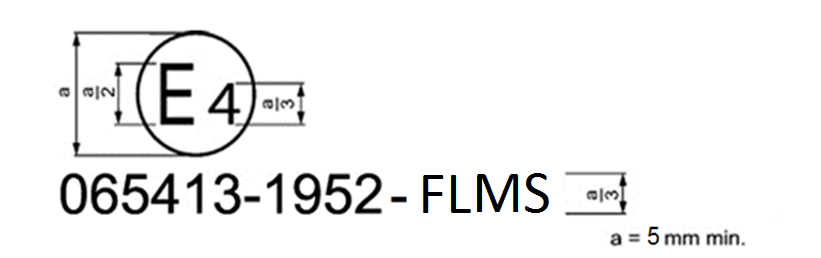 a
a/2
E 4
a/3
065413-1952- FLMS
a/3
a = 5 mm min.